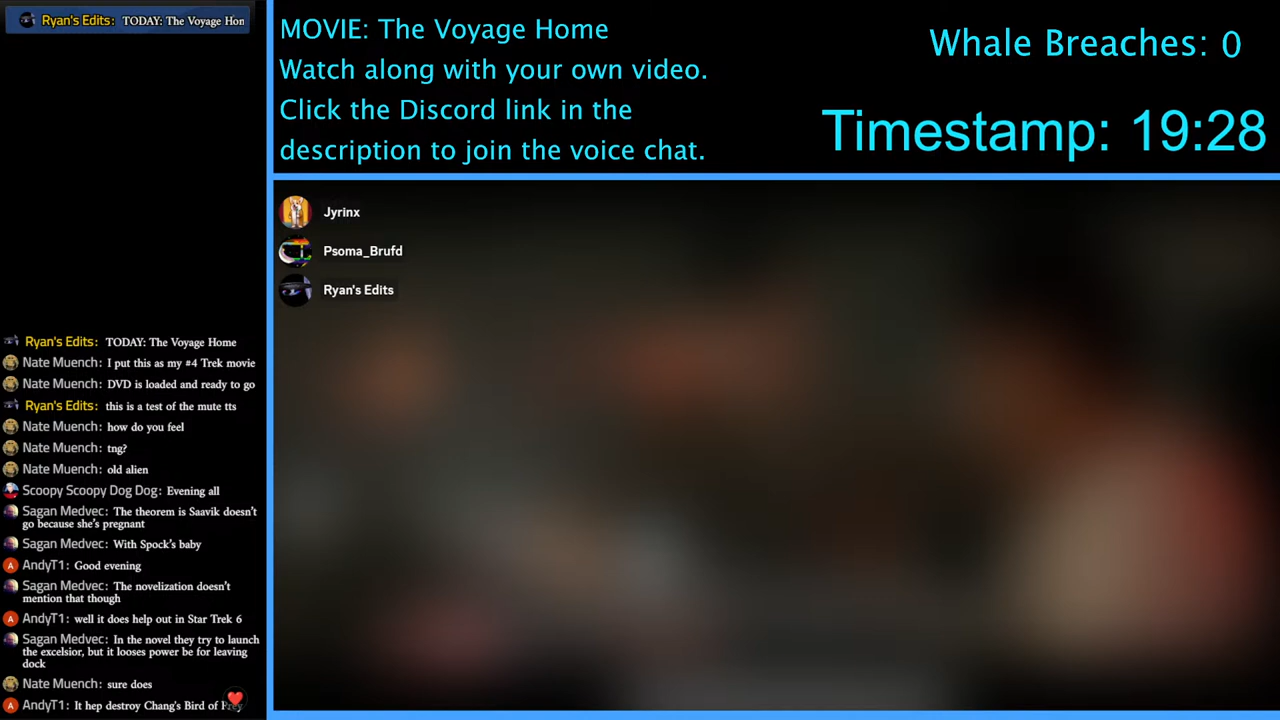 Ryan's Edits: TODAY: The Voyage Hon
MOVIE: The Voyage Home
Watch along with your own video.
Click the Discord link in the
description to join the voice chat.
Whale Breaches: 0
Timestamp: 19:28
Jyrinx
Psoma_Brufd
Ryan's Edits
Ryan's Edits: TODAY: The Voyage Home
Nate Muench: I put this as my #4 Trek movie
Nate Muench: DVD is loaded and ready to go
Ryan's Edits: this is a test of the mute tts
Nate Muench: how do you feel
Nate Muench: tng?
Nate Muench: old alien
Scoopy Scoopy Dog Dog: Evening all
Sagan Medvec: The theorem is Saavik doesn't
go because she's pregnant
Sagan Medvec: With Spock's baby
A AndyT1: Good evening
Sagan Medvec: The novelization doesn't
mention that though
A AndyT1: well it does help out in Star Trek 6
Sagan Medvec: In the novel they try to launch
the excelsior, but it looses power be for leaving
dock
Nate Muench: sure does
A AndyT1: It hep destroy Chang's Bird of Prey